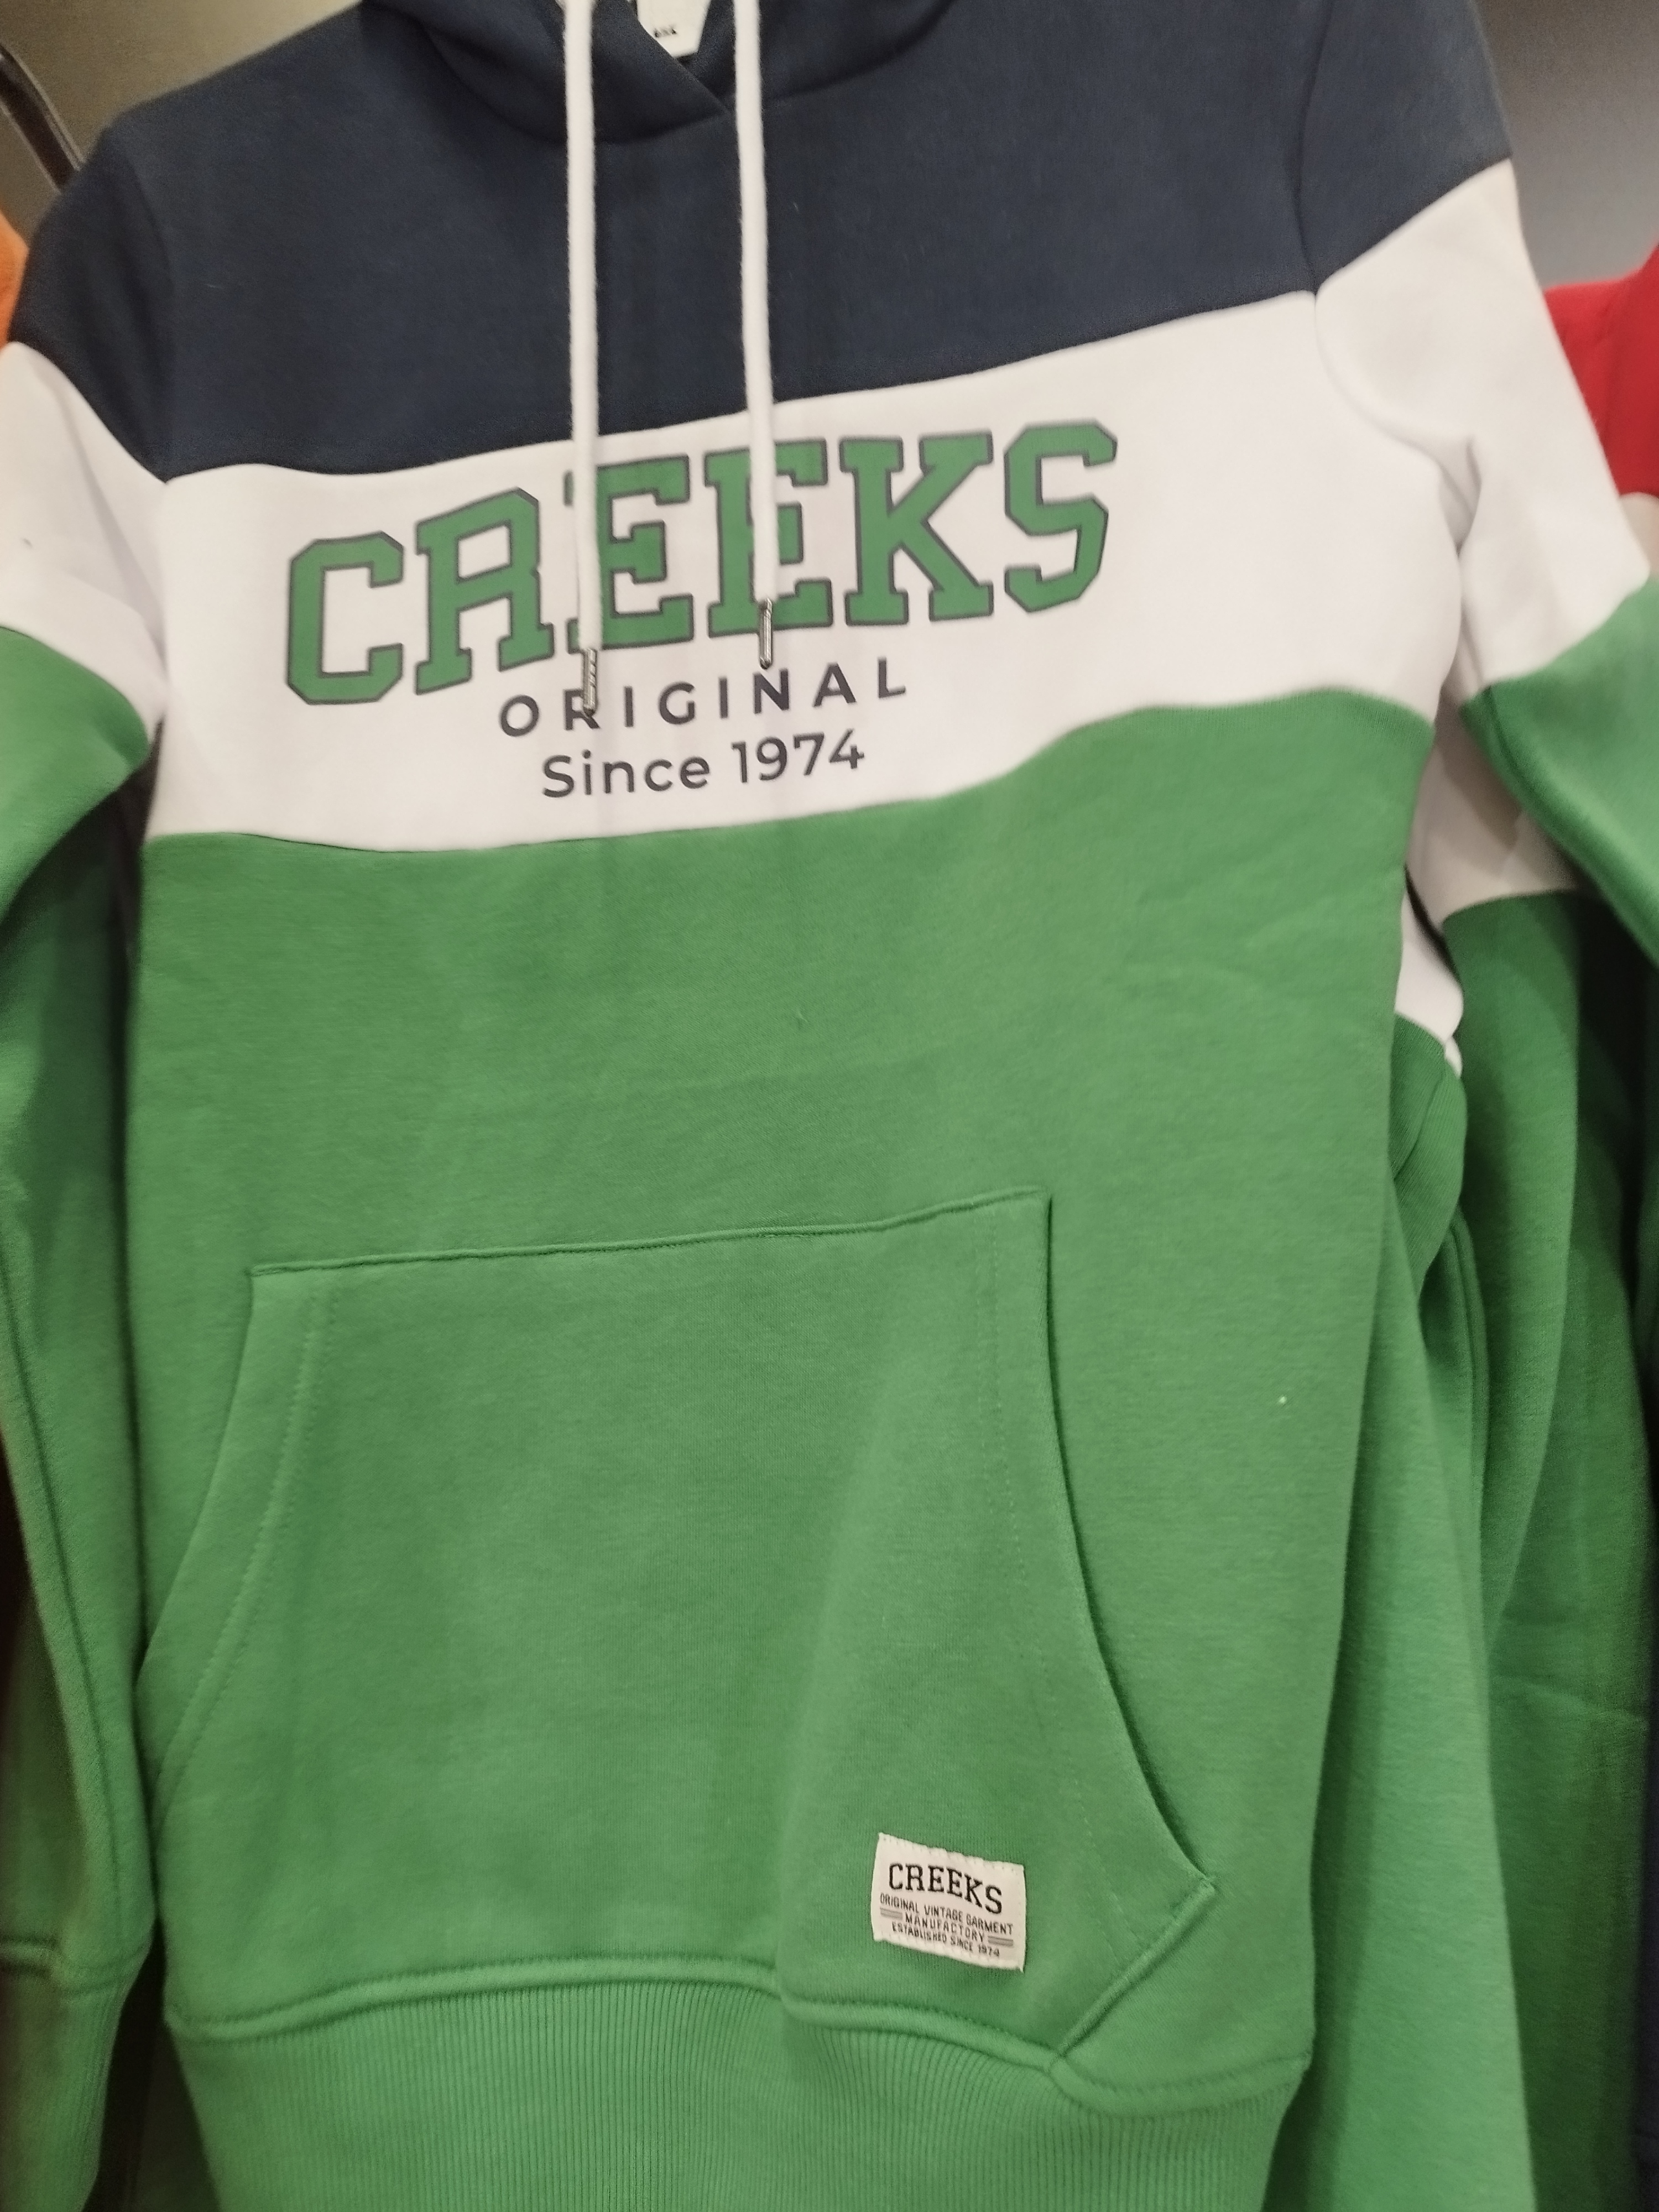 CREEKS
ORIGINAL
Since 1974
CREEKS
ORIGINAL VINTAGE GARMENT
MANUFACTORY
ESTABLISHED SINCE 1974